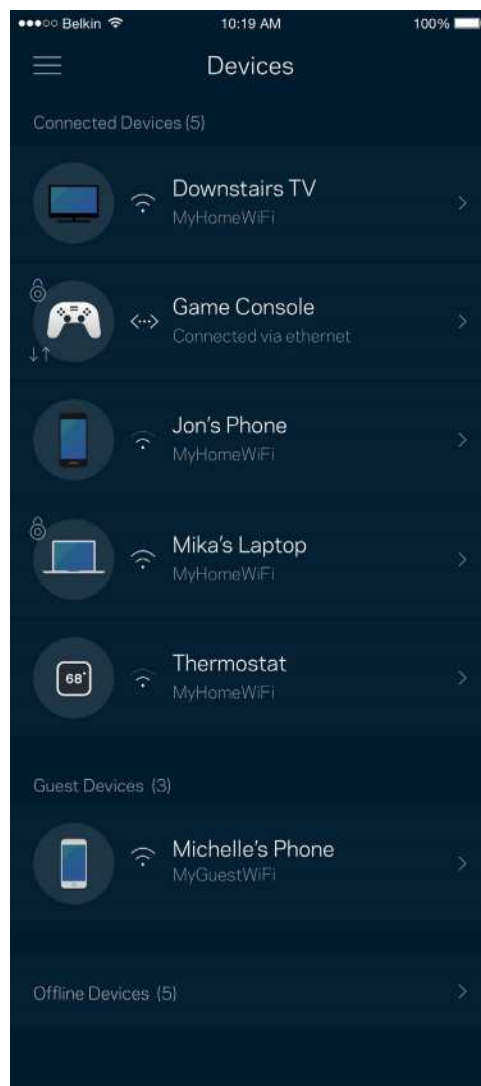 Belkin 10:19 AM 100%
Devices
Connected Devices (5)
Downstairs TV
MyHomeWiFi
Game Console
Connected via ethernet
Jon's Phone
MyHomeWiFi
Mika's Laptop
MyHomeWiFi
Thermostat
68°
MyHomeWiFi
Guest Devices (3)
Michelle's Phone
MyGuestWiFi
Offline Devices (5)